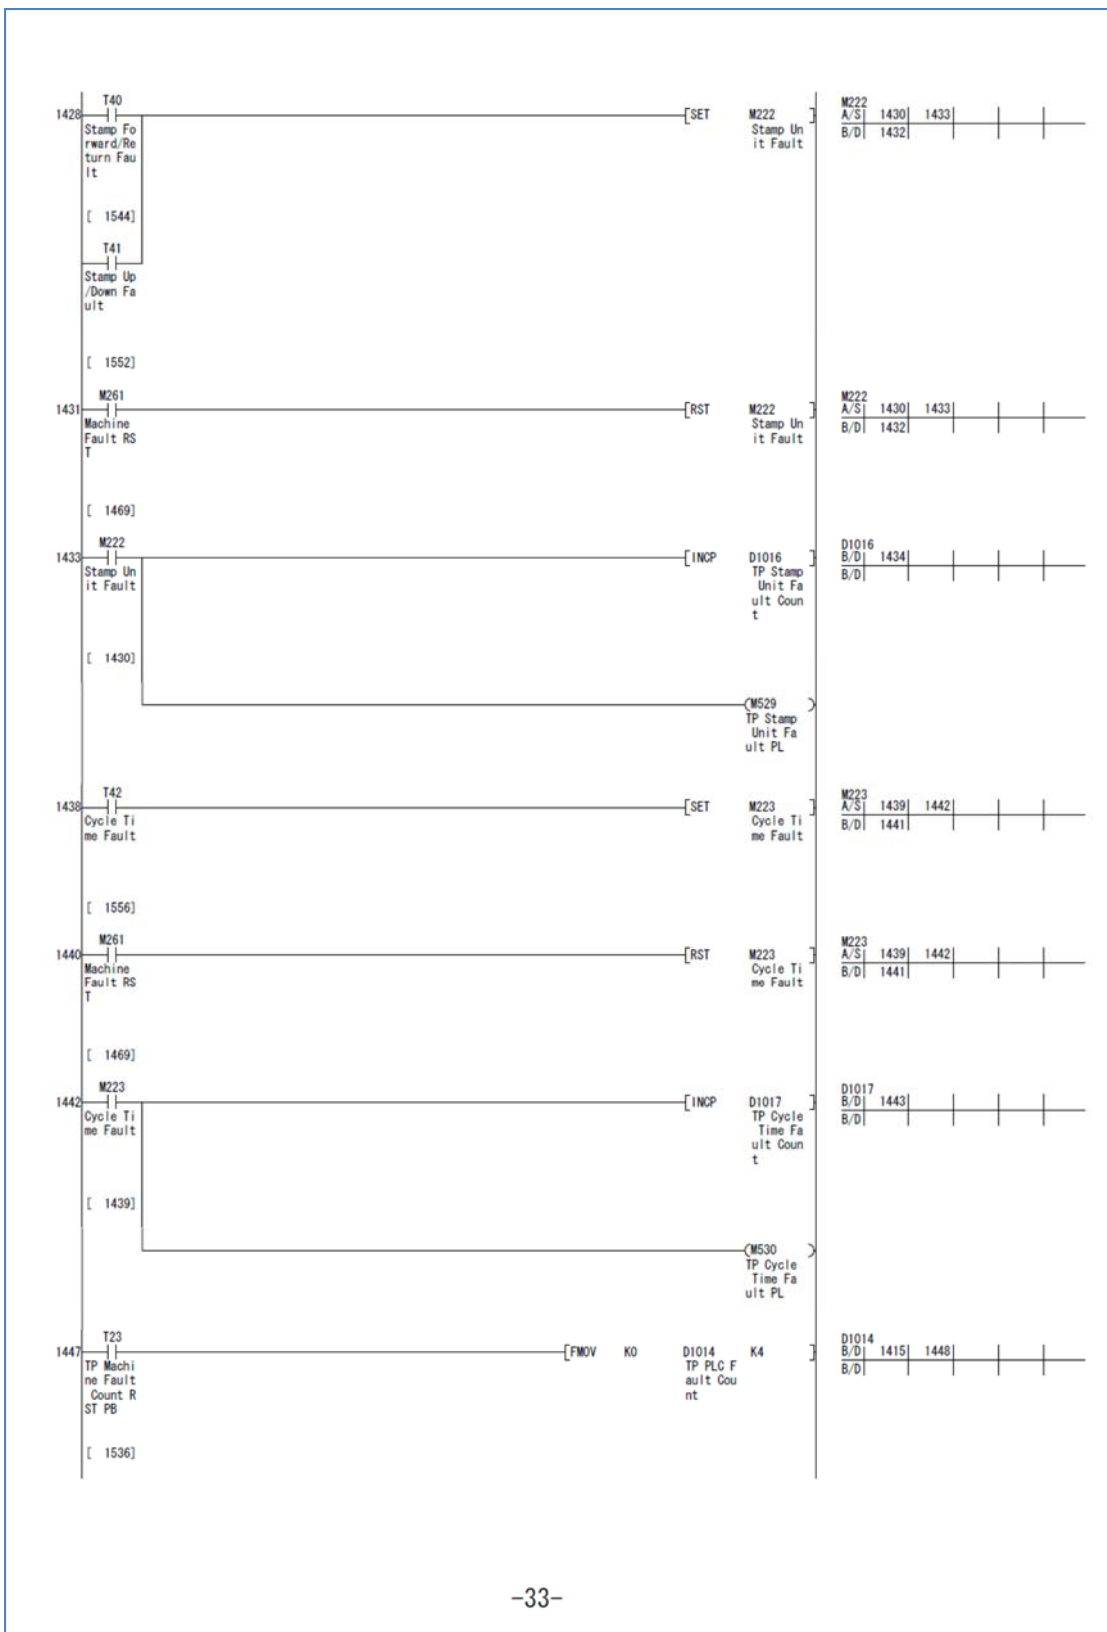 T40
1428 [SET M222 ]
Stamp Fo
rward/Re
turn Fau
lt
Stamp Un
it Fault
M222
A/S 1430 1433
B/D 1432
[ 1544]
T41
Stamp Up
/Down Fa
ult
[ 1552]
M261
1431 [RST M222 ]
Machine
Fault RS
T
Stamp Un
it Fault
M222
A/S 1430 1433
B/D 1432
[ 1469]
M222
1433 [INCP D1016 ]
Stamp Un
it Fault
TP Stamp
Unit Fa
ult Coun
t
D1016
B/D 1434
B/D
[ 1430]
(M529 )
TP Stamp
Unit Fa
ult PL
T42
1438 [SET M223 ]
Cycle Ti
me Fault
Cycle Ti
me Fault
M223
A/S 1439 1442
B/D 1441
[ 1556]
M261
1440 [RST M223 ]
Machine
Fault RS
T
Cycle Ti
me Fault
M223
A/S 1439 1442
B/D 1441
[ 1469]
M223
1442 [INCP D1017 ]
Cycle Ti
me Fault
TP Cycle
Time Fa
ult Coun
t
D1017
B/D 1443
B/D
[ 1439]
(M530 )
TP Cycle
Time Fa
ult PL
T23
1447 [FMOV K0 D1014 K4 ]
TP Machi
ne Fault
Count R
ST PB
TP PLC F
ault Cou
nt
D1014
B/D 1415 1448
B/D
[ 1536]
-33-